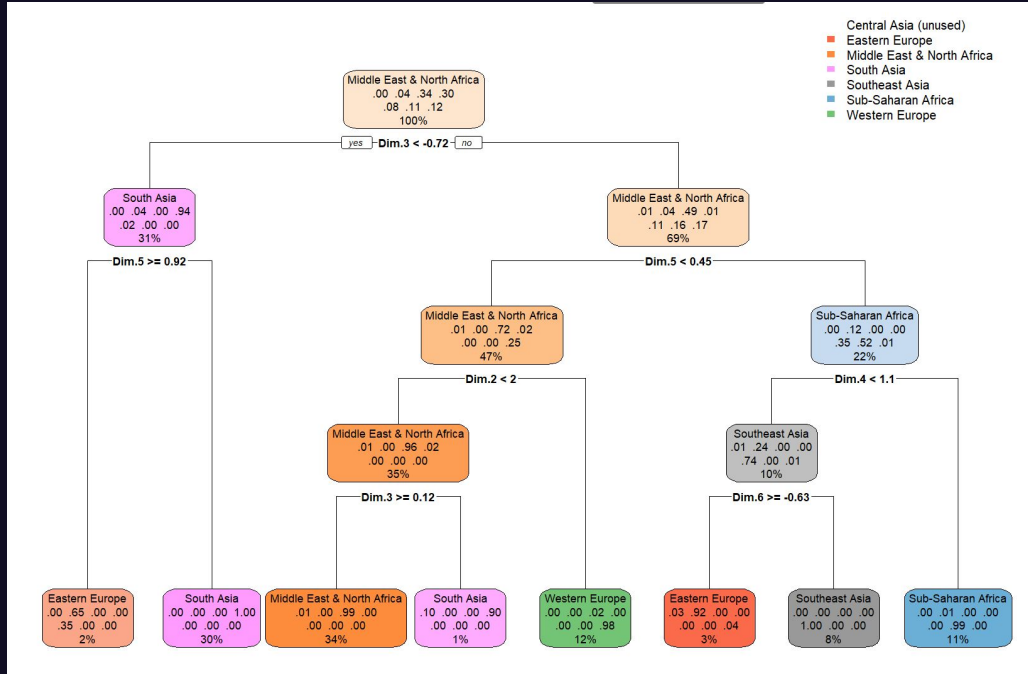 Central Asia (unused)
Eastern Europe
Middle East & North Africa
South Asia
Southeast Asia
Sub-Saharan Africa
Western Europe
Middle East & North Africa
.00 .04 .34 .30
.08 .11 .12
100%
yes Dim.3 < -0.72 no
South Asia
.00 .04 .00 .94
.02 .00 .00
31%
Middle East & North Africa
.01 .04 .49 .01
.11 .16 .17
69%
Dim.5 >= 0.92
Dim.5 < 0.45
Middle East & North Africa
.01 .00 .72 .02
.00 .00 .25
47%
Sub-Saharan Africa
.00 .12 .00 .00
.35 .52 .01
22%
Dim.2 < 2
Dim.4 < 1.1
Middle East & North Africa
.01 .00 .96 .02
.00 .00 .00
35%
Southeast Asia
.01 .24 .00 .00
.74 .00 .01
10%
Dim.3 >= 0.12
Dim.6 >= -0.63
Eastern Europe
.00 .65 .00 .00
.35 .00 .00
2%
South Asia
.00 .00 .00 1.00
.00 .00 .00
30%
Middle East & North Africa
.01 .00 .99 .00
.00 .00 .00
34%
South Asia
.10 .00 .00 .90
.00 .00 .00
1%
Western Europe
.00 .00 .02 .00
.00 .00 .98
12%
Eastern Europe
.03 .92 .00 .00
.00 .00 .04
3%
Southeast Asia
.00 .00 .00 .00
1.00 .00 .00
8%
Sub-Saharan Africa
.00 .01 .00 .00
.00 .99 .00
11%